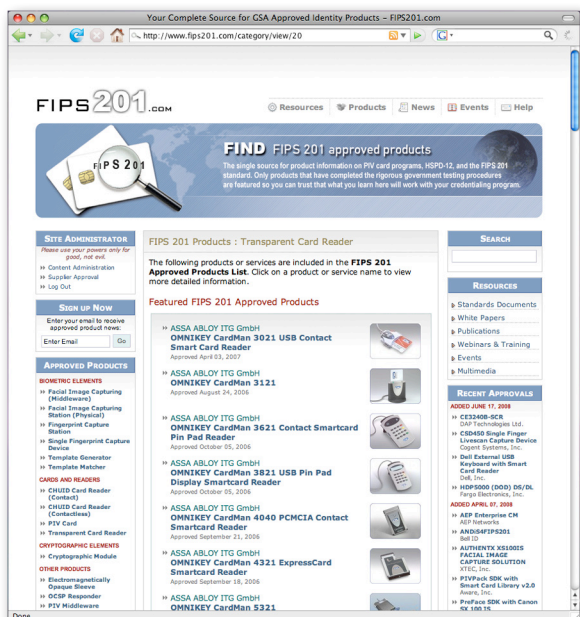 Your Complete Source for GSA Approved Identity Products – FIPS201.com
http://www.fips201.com/category/view/20
FIPS201.COM
Resources
Products
News
Events
Help
FIPS 201
FIND FIPS 201 approved products
The single source for product information on PIV card programs, HSPD-12, and the FIPS 201
standard. Only products that have completed the rigorous government testing procedures
are featured so you can trust that what you learn here will work with your credentialing program.
SITE ADMINISTRATOR
Please use your powers only for
good, not evil.
Content Administration
Supplier Approval
Log Out
SIGN UP NOW
Enter your email to receive
approved product news:
Enter Email
Go
APPROVED PRODUCTS
BIOMETRIC ELEMENTS
Facial Image Capturing
(Middleware)
Facial Image Capturing
Station (Physical)
Fingerprint Capture
Station
Single Fingerprint Capture
Device
Template Generator
Template Matcher
CARDS AND READERS
CHUID Card Reader
(Contact)
CHUID Card Reader
(Contactless)
PIV Card
Transparent Card Reader
CRYPTOGRAPHIC ELEMENTS
Cryptographic Module
OTHER PRODUCTS
Electromagnetically
Opaque Sleeve
OCSP Responder
PIV Middleware
FIPS 201 Products : Transparent Card Reader
The following products or services are included in the FIPS 201
Approved Products List. Click on a product or service name to view
more detailed information.
Featured FIPS 201 Approved Products
ASSA ABLOY ITG GmbH
OMNIKEY CardMan 3021 USB Contact
Smart Card Reader
Approved April 03, 2007
ASSA ABLOY ITG GmbH
OMNIKEY CardMan 3121
Approved August 24, 2006
ASSA ABLOY ITG GmbH
OMNIKEY CardMan 3621 Contact Smartcard
Pin Pad Reader
Approved October 05, 2006
ASSA ABLOY ITG GmbH
OMNIKEY CardMan 3821 USB Pin Pad
Display Smartcard Reader
Approved October 05, 2006
ASSA ABLOY ITG GmbH
OMNIKEY CardMan 4040 PCMCIA Contact
Smartcard Reader
Approved September 21, 2006
ASSA ABLOY ITG GmbH
OMNIKEY CardMan 4321 ExpressCard
Smartcard Reader
Approved September 18, 2006
ASSA ABLOY ITG GmbH
OMNIKEY CardMan 5321
SEARCH
RESOURCES
Standards Documents
White Papers
Publications
Webinars & Training
Events
Multimedia
RECENT APPROVALS
ADDED JUNE 17, 2008
CE3240B-SCR
DAP Technologies Ltd.
CSD450 Single Finger
Livescan Capture Device
Cogent Systems, Inc.
Dell External USB
Keyboard with Smart
Card Reader
Dell, Inc.
HDP5000 (DOD) DS/DL
Fargo Electronics, Inc.
ADDED APRIL 07, 2008
AEP Enterprise CM
AEP Networks
ANDiS4FIPS201
Bell ID
AUTHENTX XS100IS
FACIAL IMAGE
CAPTURE SOLUTION
XTEC, Inc.
PIVPack SDK with
Smart Card Library v2.0
Aware, Inc.
PreFace SDK with Canon
SX 100 IS
Done